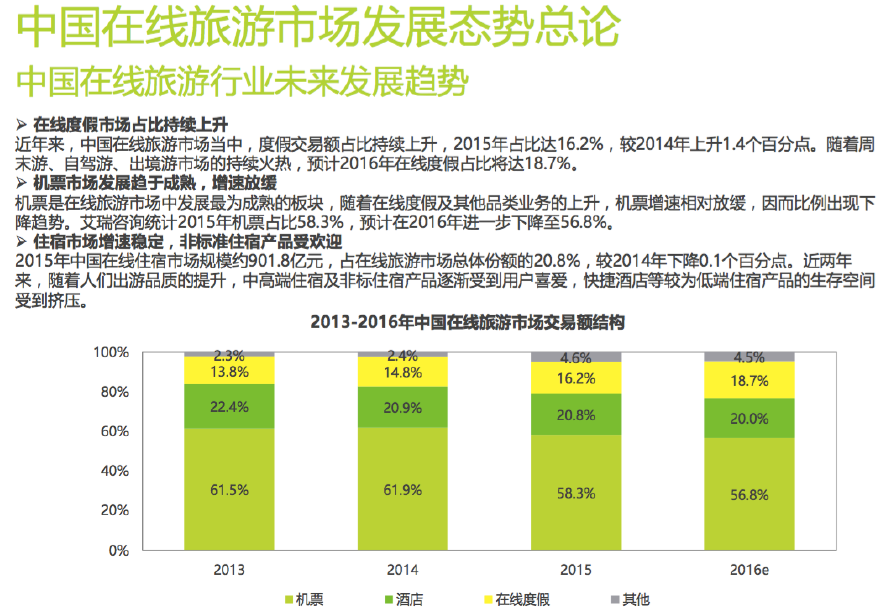 中国在线旅游市场发展态势总论
中国在线旅游行业未来发展趋势
➢ 在线度假市场占比持续上升
近年来，中国在线旅游市场当中，度假交易额占比持续上升，2015年占比达16.2%，较2014年上升1.4个百分点。随着周
末游、自驾游、出境游市场的持续火热，预计2016年在线度假占比将达18.7%。
➢ 机票市场发展趋于成熟，增速放缓
机票是在线旅游市场中发展最为成熟的板块，随着在线度假及其他品类业务的上升，机票增速相对放缓，因而比例出现下
降趋势。艾瑞咨询统计2015年机票占比58.3%，预计在2016年进一步下降至56.8%。
➢ 住宿市场增速稳定，非标准住宿产品受欢迎
2015年中国在线住宿市场规模约901.8亿元，占在线旅游市场总体份额的20.8%，较2014年下降0.1个百分点。近两年
来，随着人们出游品质的提升，中高端住宿及非标住宿产品逐渐受到用户喜爱，快捷酒店等较为低端住宿产品的生存空间
受到挤压。
2013-2016年中国在线旅游市场交易额结构
100% 2.3% 2.4% 4.6% 4.5%
13.8% 14.8% 16.2% 18.7%
80%
22.4% 20.9% 20.8% 20.0%
60%
40%
61.5% 61.9% 58.3% 56.8%
20%
0%
2013 2014 2015 2016e
机票 酒店 在线度假 其他